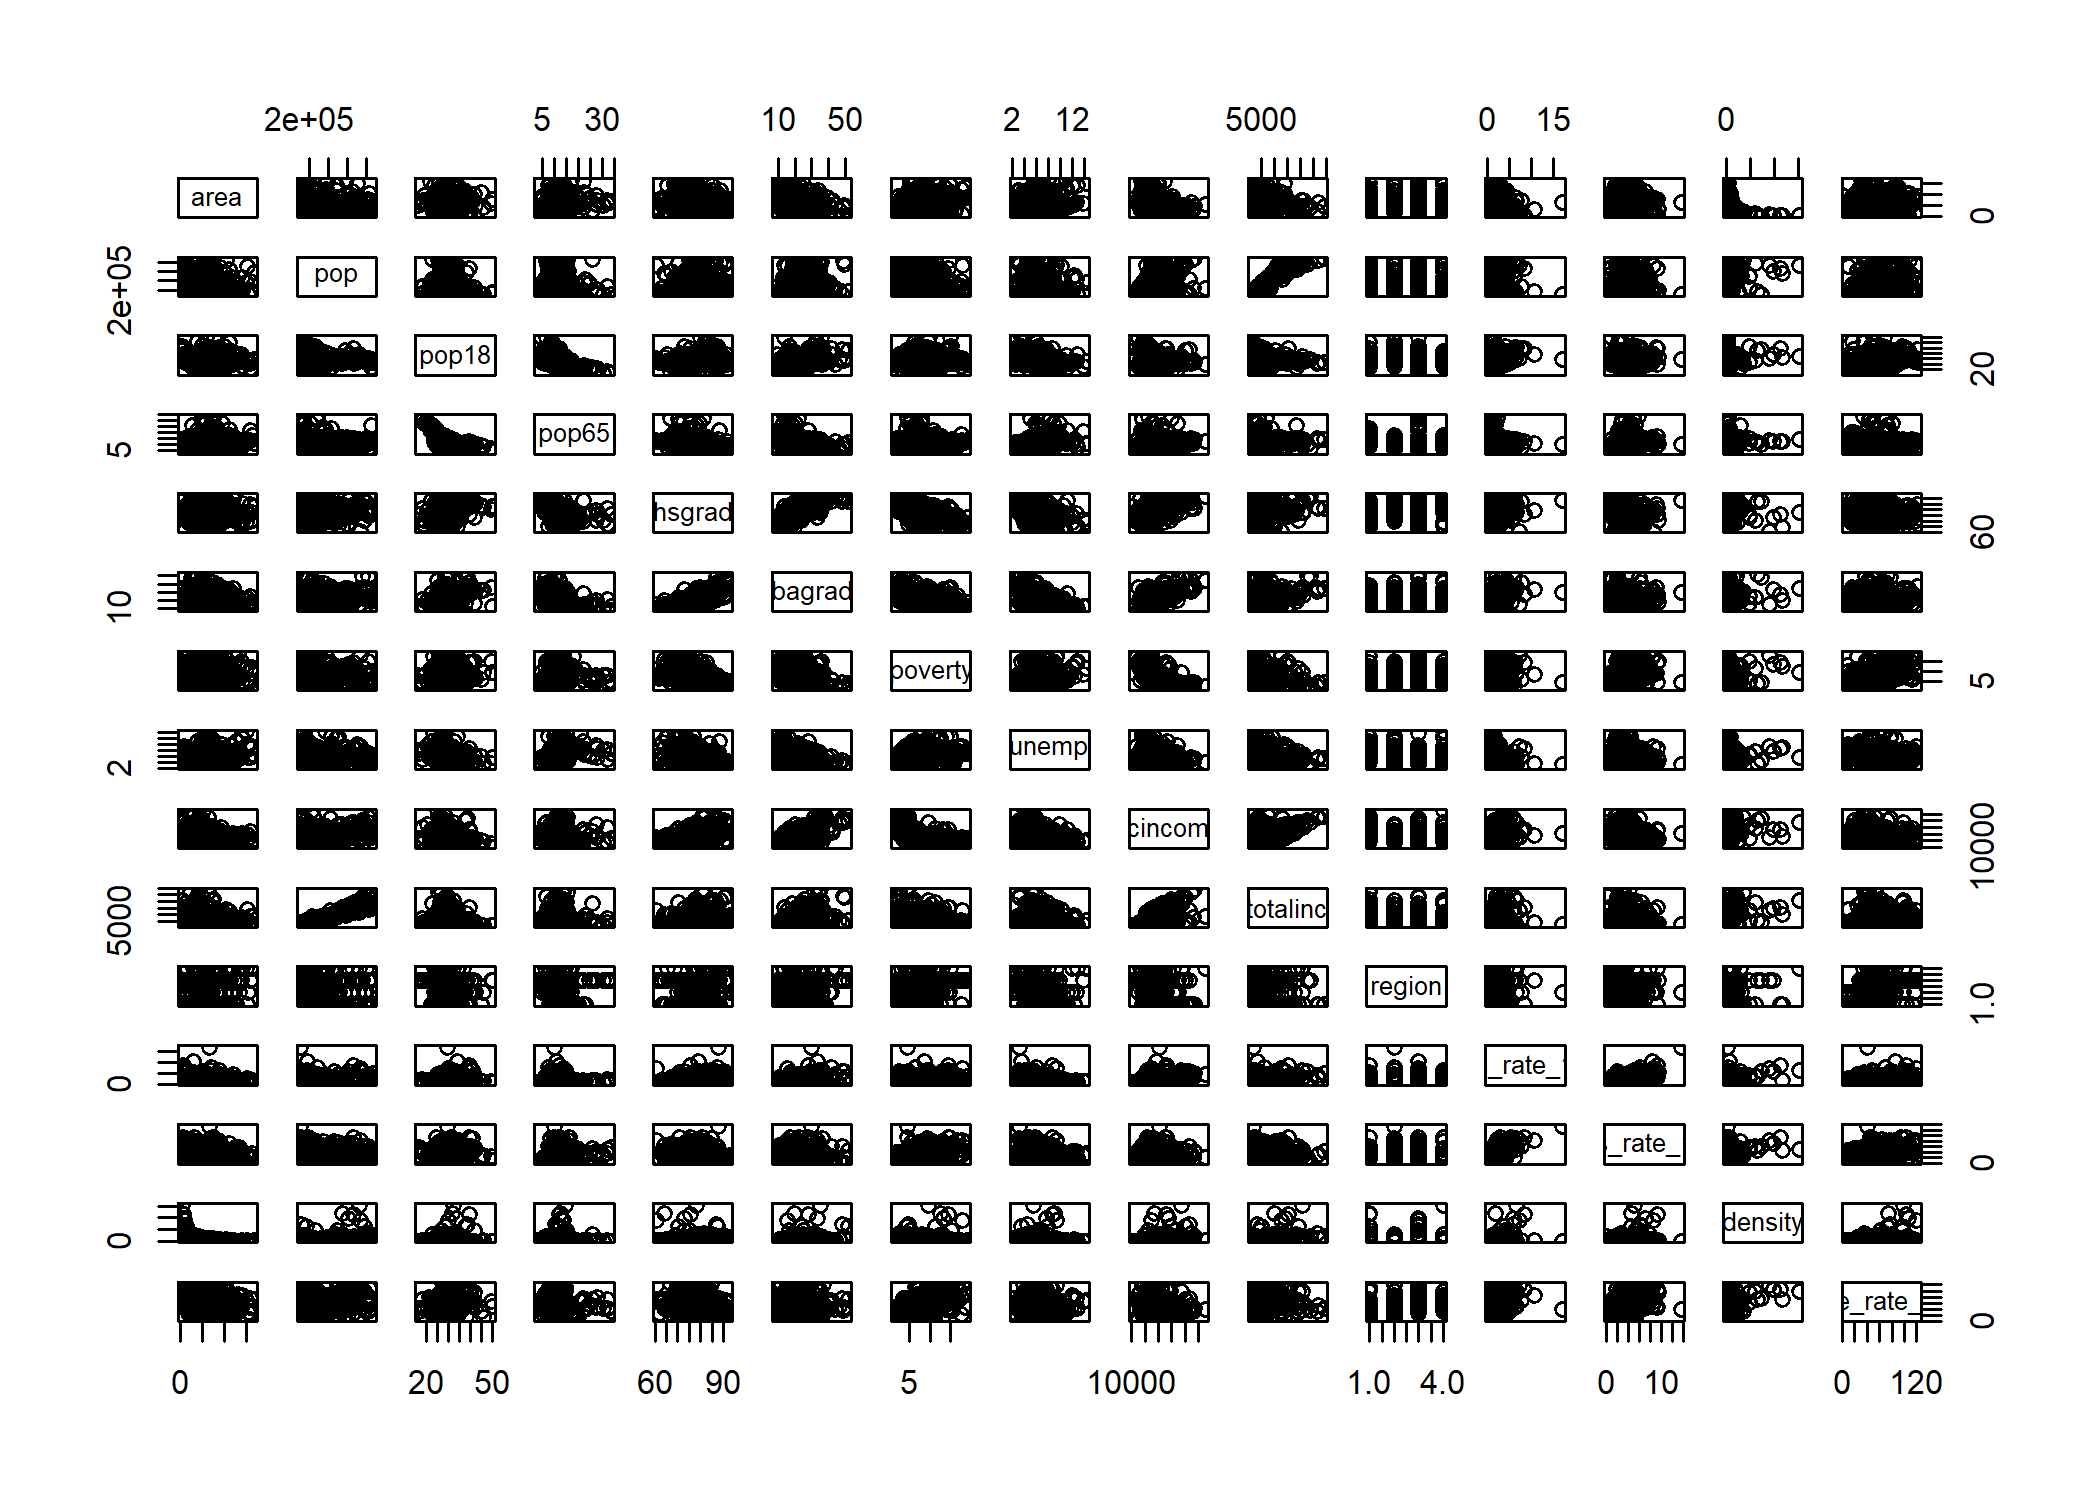 2e+05 5 30 10 50 2 12 5000 0 15 0
area 0
2e+05 pop
pop18 20
5 pop65
hsgrad 60
10 bagrad
poverty 5
2 unemp
cincom 10000
5000 totalinc
region 1.0
0 _rate_
_rate_ 0
0 density
e_rate_ 0
0 20 50 60 90 5 10000 1.0 4.0 0 10 0 120